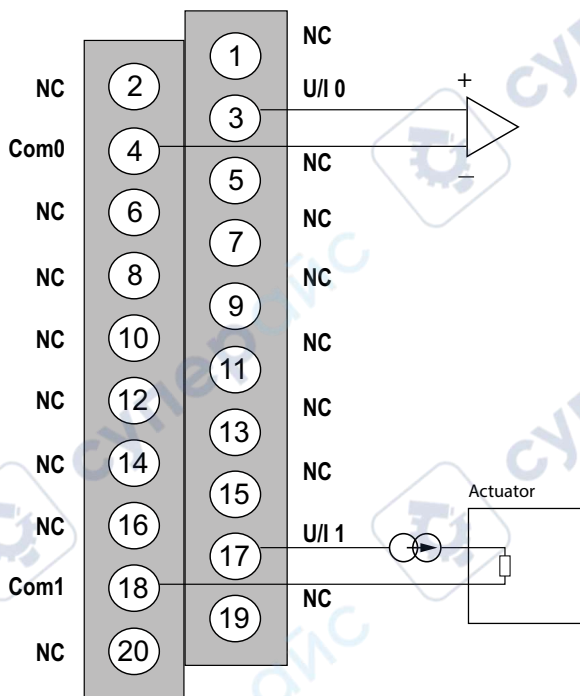 1 NC
NC 2 U/I 0 +
3
Com0 4 NC −
5
NC 6 NC
7
NC 8 NC
9
NC 10 NC
11
NC 12 NC
13
NC 14 NC
15
Actuator
NC 16 U/I 1
17
Com1 18 NC
19
NC 20
суперайс